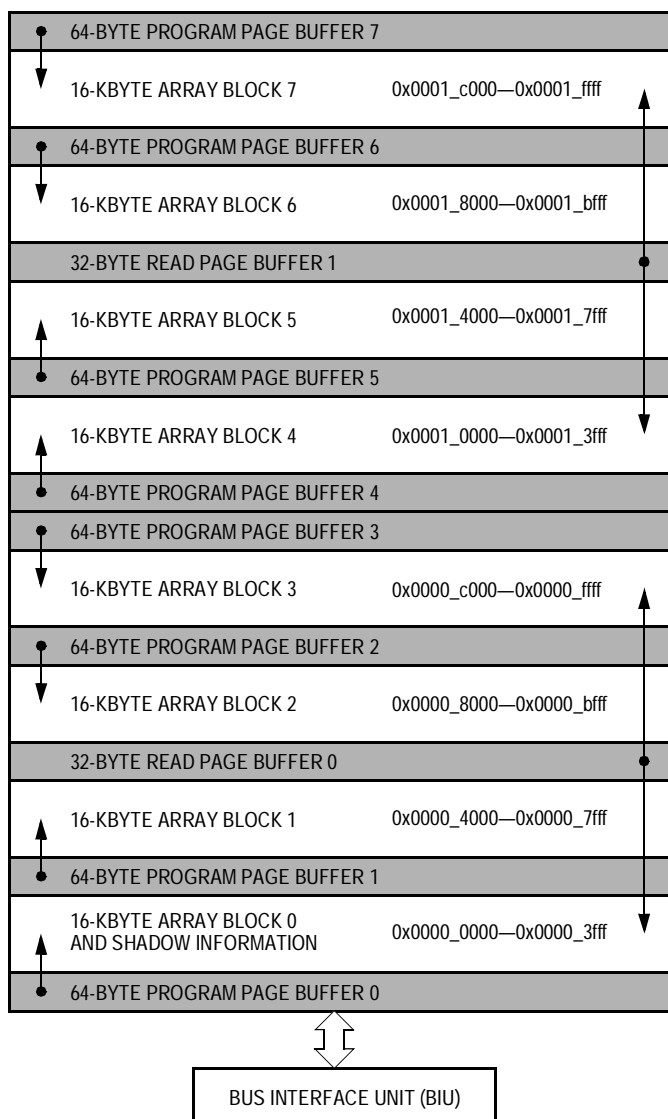 64-BYTE PROGRAM PAGE BUFFER 7
16-KBYTE ARRAY BLOCK 7 0x0001_c000—0x0001_ffff
64-BYTE PROGRAM PAGE BUFFER 6
16-KBYTE ARRAY BLOCK 6 0x0001_8000—0x0001_bfff
32-BYTE READ PAGE BUFFER 1
16-KBYTE ARRAY BLOCK 5 0x0001_4000—0x0001_7fff
64-BYTE PROGRAM PAGE BUFFER 5
16-KBYTE ARRAY BLOCK 4 0x0001_0000—0x0001_3fff
64-BYTE PROGRAM PAGE BUFFER 4
64-BYTE PROGRAM PAGE BUFFER 3
16-KBYTE ARRAY BLOCK 3 0x0000_c000—0x0000_ffff
64-BYTE PROGRAM PAGE BUFFER 2
16-KBYTE ARRAY BLOCK 2 0x0000_8000—0x0000_bfff
32-BYTE READ PAGE BUFFER 0
16-KBYTE ARRAY BLOCK 1 0x0000_4000—0x0000_7fff
64-BYTE PROGRAM PAGE BUFFER 1
16-KBYTE ARRAY BLOCK 0
AND SHADOW INFORMATION 0x0000_0000—0x0000_3fff
64-BYTE PROGRAM PAGE BUFFER 0
BUS INTERFACE UNIT (BIU)